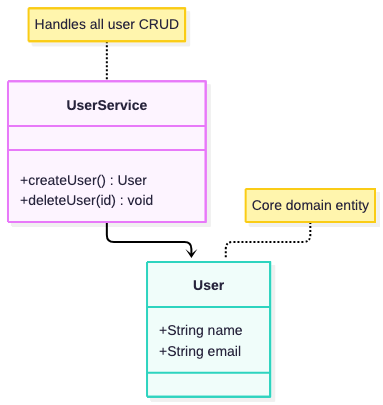 Handles all user CRUD
UserService
+createUser() : User
+deleteUser(id) : void
Core domain entity
User
+String name
+String email